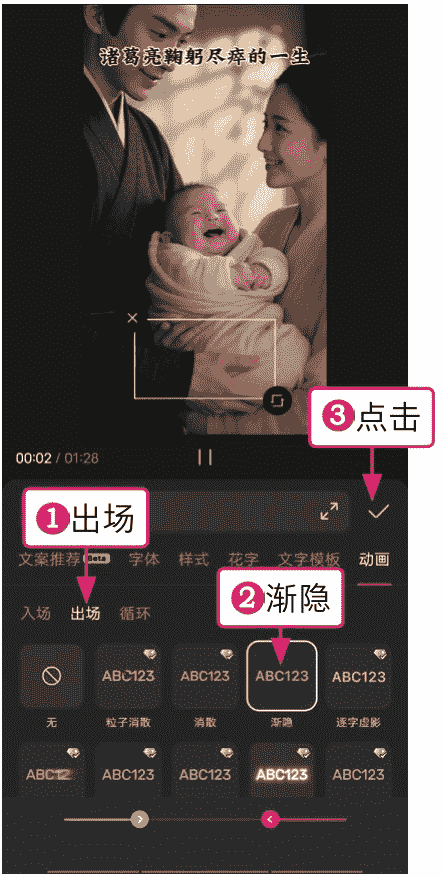 诸葛亮鞠躬尽瘁的一生
00:02 / 01:28
③点击
①出场
文案推荐 Beta 字体 样式 花字 文字模板 动画
②渐隐
入场 出场 循环
ABC123 ABC123 ABC123 ABC123
无 粒子消散 消散 渐隐 逐字虚影
ABC123 ABC123 ABC123 ABC123